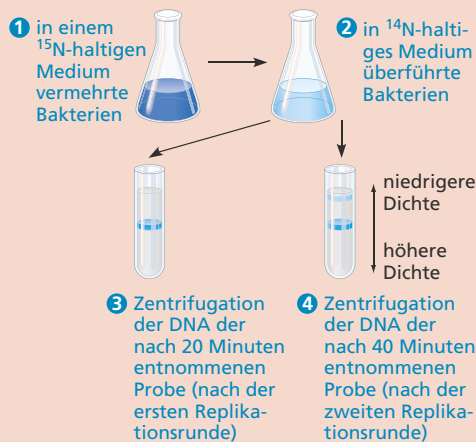 1 in einem
¹⁵N-haltigen
Medium
vermehrte
Bakterien
2 in ¹⁴N-halti-
ges Medium
überführte
Bakterien
niedrigere
Dichte
höhere
Dichte
3 Zentrifugation
der DNA der
nach 20 Minuten
entnommenen
Probe (nach der
ersten Replika-
tionsrunde)
4 Zentrifugation
der DNA der
nach 40 Minuten
entnommenen
Probe (nach der
zweiten Replika-
tionsrunde)